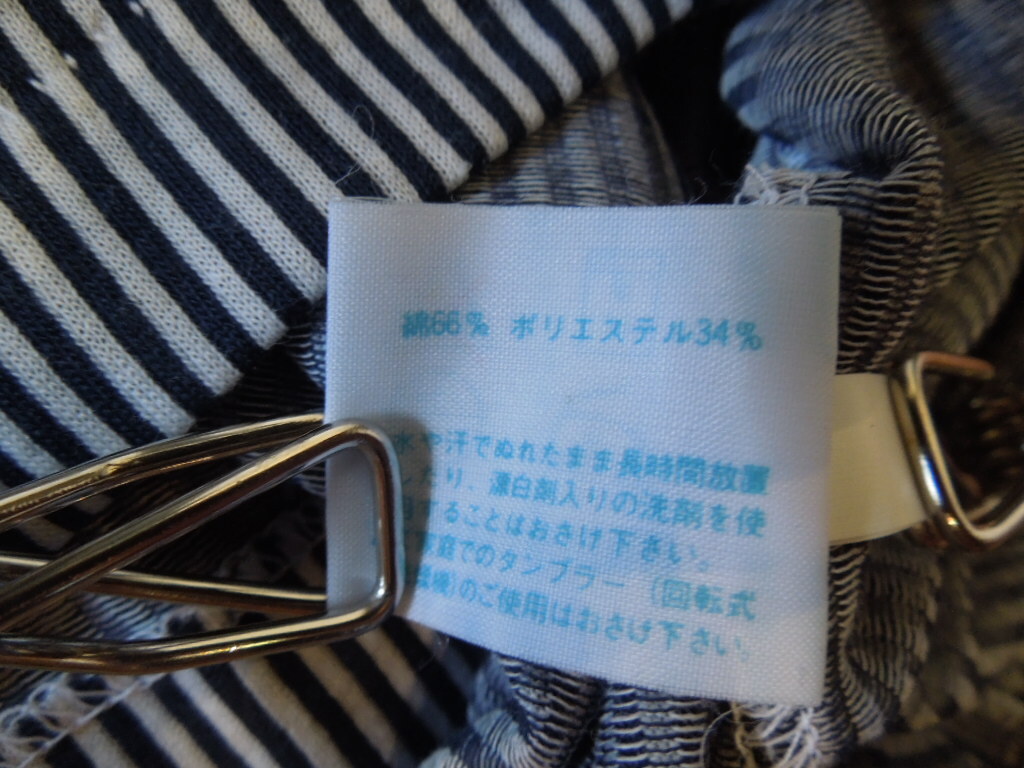 綿66% ポリエステル34%
水や汗でぬれたまま長時間放置
したり、漂白剤入りの洗剤を使
することはおさけ下さい。
家庭でのタンブラー(回転式
機)のご使用はおさけ下さい。